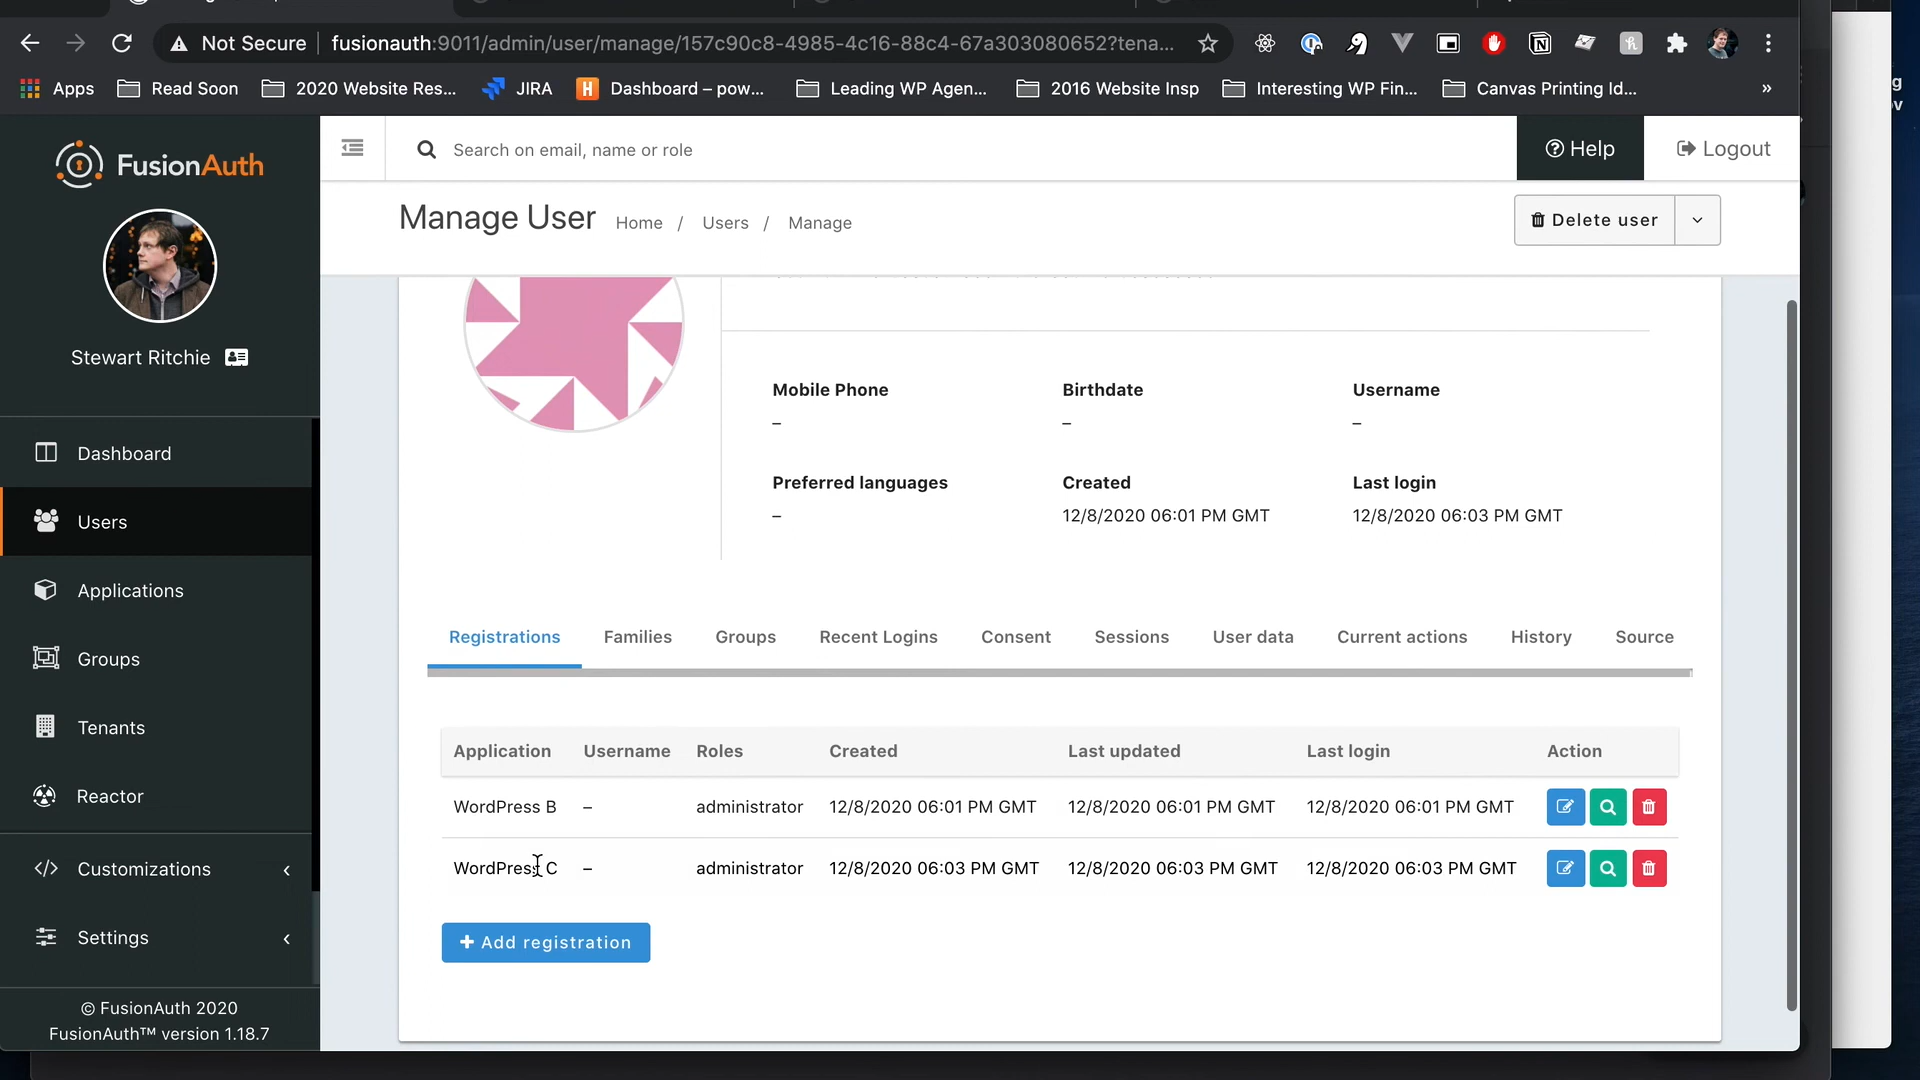 Not Secure
fusionauth:9011/admin/user/manage/157c90c8-4985-4c16-88c4-67a303080652?tena...
Apps
Read Soon
2020 Website Res...
JIRA
H
Dashboard – pow...
Leading WP Agen...
2016 Website Insp
Interesting WP Fin...
Canvas Printing Id...
»
FusionAuth
Search on email, name or role
Help
Logout
Stewart Ritchie
Manage User
Home / Users / Manage
Delete user
Dashboard
Users
Applications
Groups
Tenants
Reactor
Customizations
Settings
© FusionAuth 2020
FusionAuth™ version 1.18.7
Mobile Phone Birthdate Username
– – –
Preferred languages Created Last login
– 12/8/2020 06:01 PM GMT 12/8/2020 06:03 PM GMT
Registrations Families Groups Recent Logins Consent Sessions User data Current actions History Source
Application Username Roles Created Last updated Last login Action
WordPress B – administrator 12/8/2020 06:01 PM GMT 12/8/2020 06:01 PM GMT 12/8/2020 06:01 PM GMT
WordPress C – administrator 12/8/2020 06:03 PM GMT 12/8/2020 06:03 PM GMT 12/8/2020 06:03 PM GMT
+ Add registration